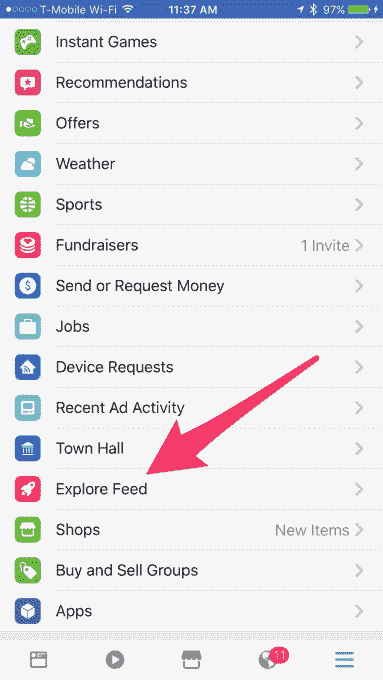 T-Mobile Wi-Fi 11:37 AM 97%
Instant Games
Recommendations
Offers
Weather
Sports
Fundraisers 1 Invite
Send or Request Money
Jobs
Device Requests
Recent Ad Activity
Town Hall
Explore Feed
Shops New Items
Buy and Sell Groups
Apps
11